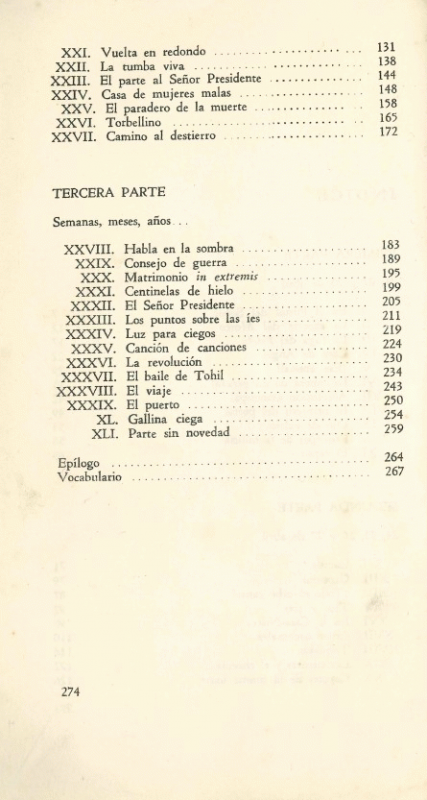 XXI. Vuelta en redondo ........................ 131
XXII. La tumba viva ........................ 138
XXIII. El parte al Señor Presidente ............... 144
XXIV. Casa de mujeres malas .................... 148
XXV. El paradero de la muerte ................ 158
XXVI. Torbellino ........................ 165
XXVII. Camino al destierro ...................... 172
TERCERA PARTE
Semanas, meses, años...
XXVIII. Habla en la sombra ................... 183
XXIX. Consejo de guerra .................... 189
XXX. Matrimonio in extremis ................. 195
XXXI. Centinelas de hielo ................... 199
XXXII. El Señor Presidente ................... 205
XXXIII. Los puntos sobre las íes ................ 211
XXXIV. Luz para ciegos ...................... 219
XXXV. Canción de canciones .................. 224
XXXVI. La revolución ....................... 230
XXXVII. El baile de Tohil ..................... 234
XXXVIII. El viaje ........................... 243
XXXIX. El puerto .......................... 250
XL. Gallina ciega ....................... 254
XLI. Parte sin novedad .................... 259
Epílogo .................................... 264
Vocabulario ................................. 267
274